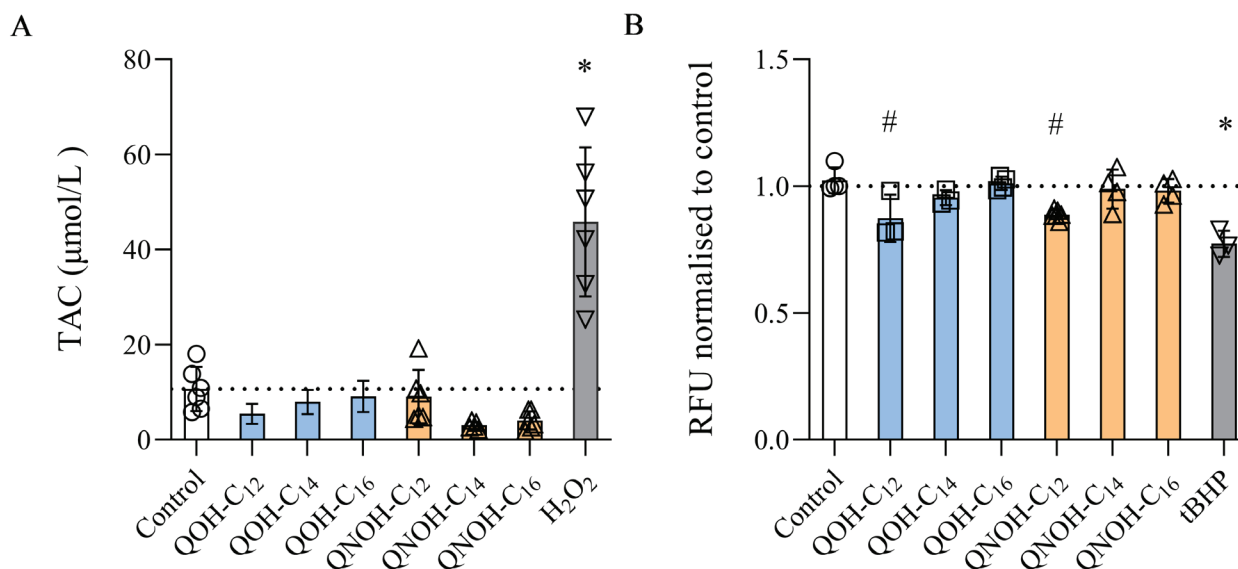 A
TAC (μmol/L )
80
60
40
20
0
*
Control
QOH-C₁₂
QOH-C₁₄
QOH-C₁₆
QNOH-C₁₂
QNOH-C₁₄
QNOH-C₁₆
H₂O₂
B
RFU normalised to control
1.5
1.0
0.5
0.0
#
#
*
Control
QOH-C₁₂
QOH-C₁₄
QOH-C₁₆
QNOH-C₁₂
QNOH-C₁₄
QNOH-C₁₆
tBHP